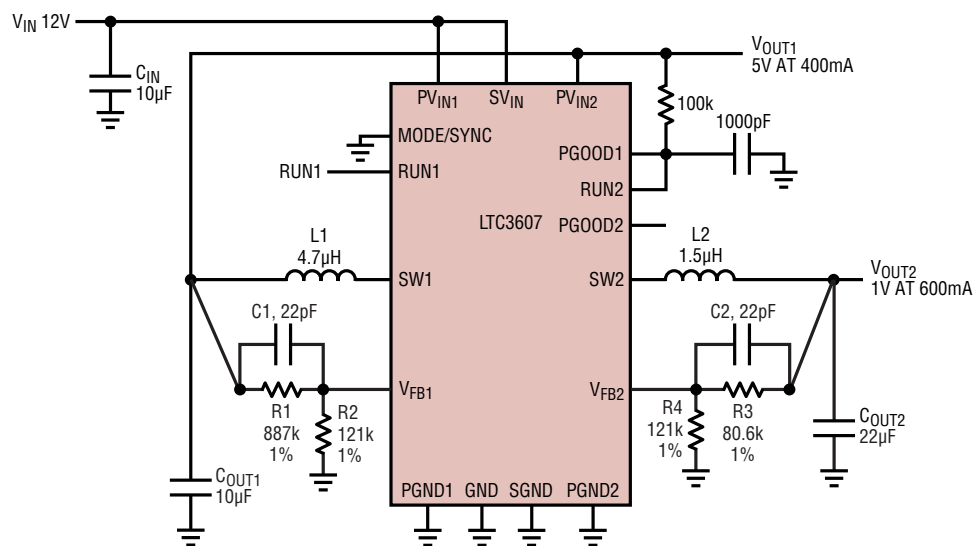 VIN 12V
VOUT1
5V AT 400mA
CIN
10µF
PVIN1 SVIN PVIN2
100k
1000pF
MODE/SYNC
PGOOD1
RUN1
RUN1
RUN2
LTC3607
PGOOD2
L1
4.7µH
L2
1.5µH
SW1
SW2
VOUT2
1V AT 600mA
C1, 22pF
C2, 22pF
VFB1
VFB2
R1
887k
1%
R2
121k
1%
R4
121k
1%
R3
80.6k
1%
COUT2
22µF
COUT1
10µF
PGND1 GND SGND PGND2